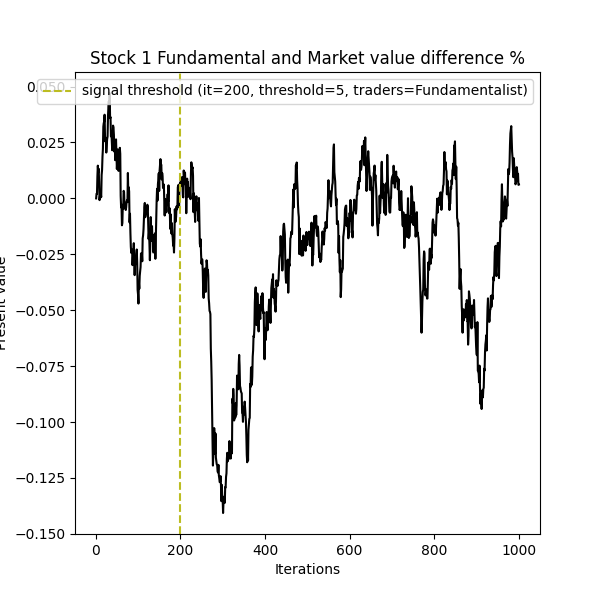 Stock 1 Fundamental and Market value difference %
signal threshold (it=200, threshold=5, traders=Fundamentalist)
0.050
0.025
0.000
−0.025
−0.050
−0.075
−0.100
−0.125
−0.150
Present value
0 200 400 600 800 1000
Iterations